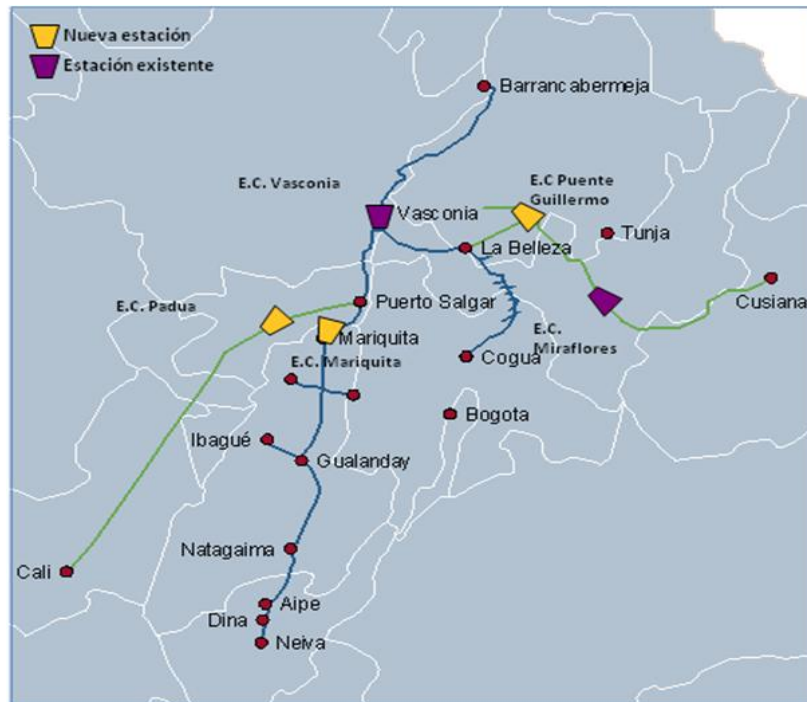 Nueva estación
Estación existente
Barrancabermeja
E.C. Vasconia
E.C Puente
Guillermo
Vasconia
Tunja
La Belleza
Cusiana
E.C. Padua
Puerto Salgar
E.C.
Miraflores
Mariquita
E.C. Mariquita
Cogua
Bogota
Ibagué
Gualanday
Natagaima
Cali
Aipe
Dina
Neiva